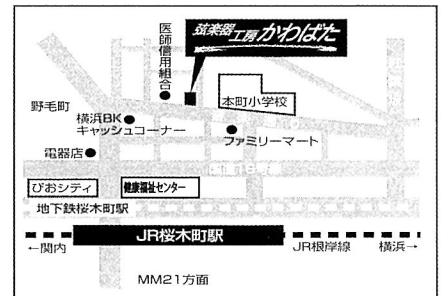 弦楽器工房かわばた
医師信用組合
野毛町
横浜BK
キャッシュコーナー
本町小学校
ファミリーマート
電器店
ぴおシティ
健康福祉センター
地下鉄桜木町駅
JR桜木町駅
←関内
JR根岸線
横浜→
MM21方面